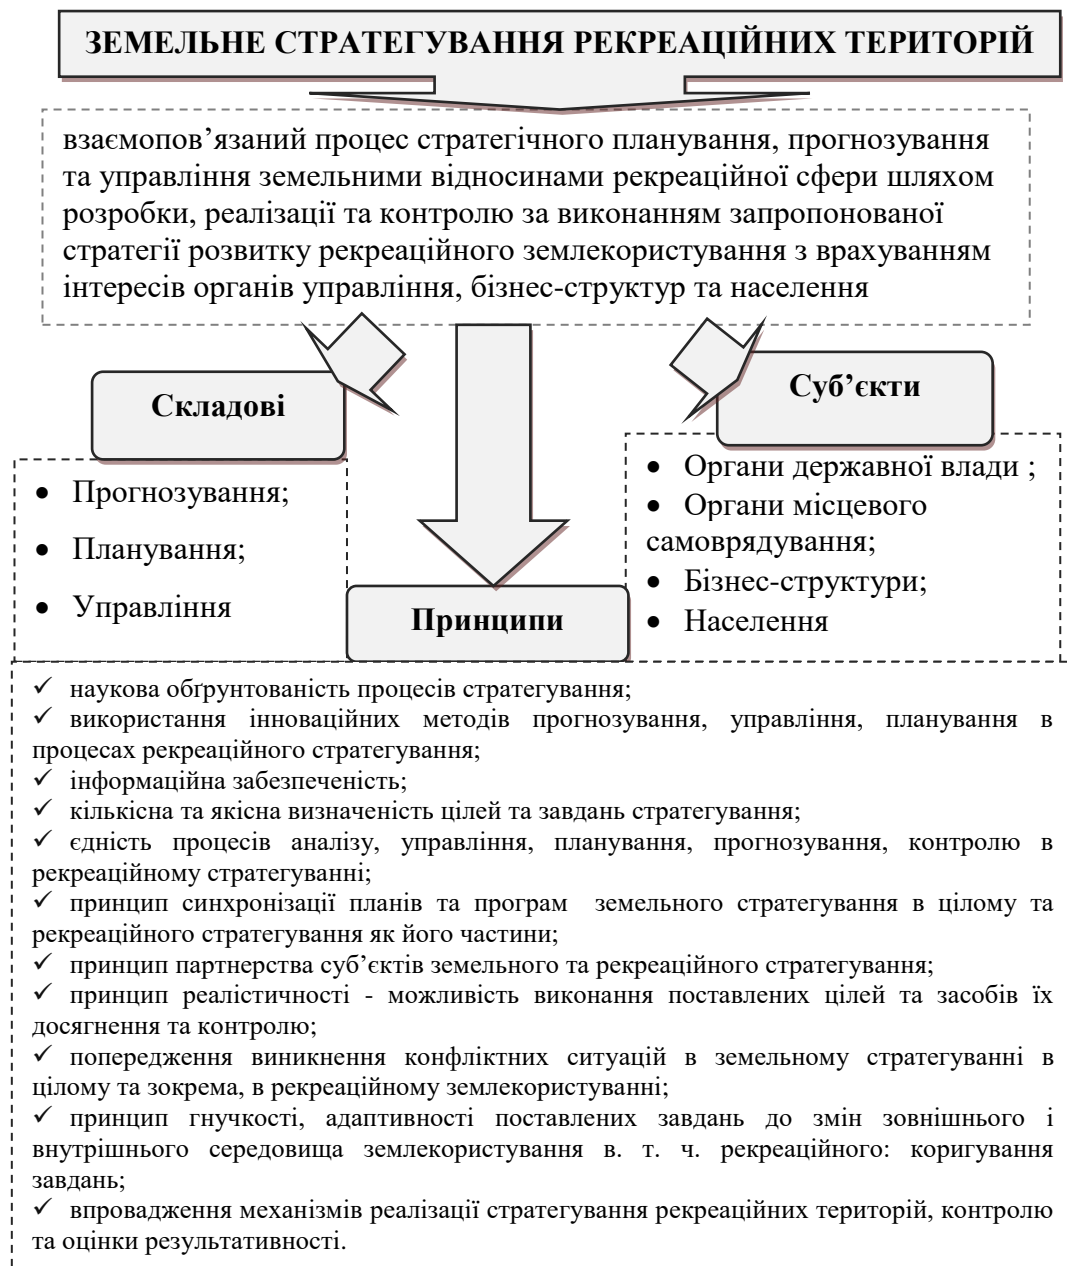 ЗЕМЕЛЬНЕ СТРАТЕГУВАННЯ РЕКРЕАЦІЙНИХ ТЕРИТОРІЙ
взаємопов’язаний процес стратегічного планування, прогнозування
та управління земельними відносинами рекреаційної сфери шляхом
розробки, реалізації та контролю за виконанням запропонованої
стратегії розвитку рекреаційного землекористування з врахуванням
інтересів органів управління, бізнес-структур та населення
Складові
• Прогнозування;
• Планування;
• Управління
Суб’єкти
• Органи державної влади ;
• Органи місцевого
самоврядування;
• Бізнес-структури;
• Населення
Принципи
✓ наукова обґрунтованість процесів стратегування;
✓ використання інноваційних методів прогнозування, управління, планування в
процесах рекреаційного стратегування;
✓ інформаційна забезпеченість;
✓ кількісна та якісна визначеність цілей та завдань стратегування;
✓ єдність процесів аналізу, управління, планування, прогнозування, контролю в
рекреаційному стратегуванні;
✓ принцип синхронізації планів та програм земельного стратегування в цілому та
рекреаційного стратегування як його частини;
✓ принцип партнерства суб’єктів земельного та рекреаційного стратегування;
✓ принцип реалістичності - можливість виконання поставлених цілей та засобів їх
досягнення та контролю;
✓ попередження виникнення конфліктних ситуацій в земельному стратегуванні в
цілому та зокрема, в рекреаційному землекористуванні;
✓ принцип гнучкості, адаптивності поставлених завдань до змін зовнішнього і
внутрішнього середовища землекористування в. т. ч. рекреаційного: коригування
завдань;
✓ впровадження механізмів реалізації стратегування рекреаційних територій, контролю
та оцінки результативності.